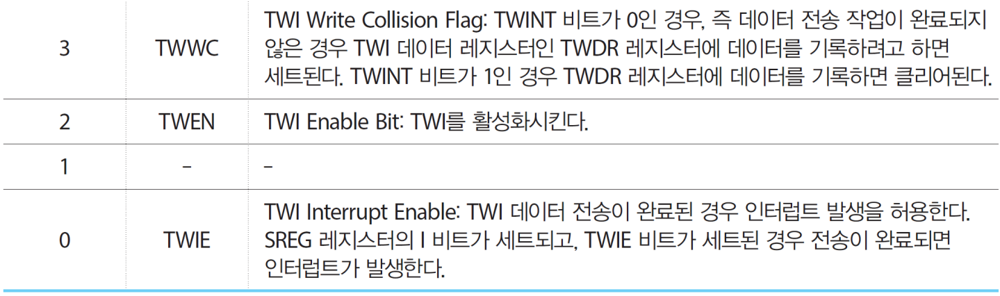 TWI Write Collision Flag: TWINT 비트가 0인 경우, 즉 데이터 전송 작업이 완료되지
3 TWWC 않은 경우 TWI 데이터 레지스터인 TWDR 레지스터에 데이터를 기록하려고 하면
세트된다. TWINT 비트가 1인 경우 TWDR 레지스터에 데이터를 기록하면 클리어된다.
2 TWEN TWI Enable Bit: TWI를 활성화시킨다.
1 – –
TWI Interrupt Enable: TWI 데이터 전송이 완료된 경우 인터럽트 발생을 허용한다.
0 TWIE SREG 레지스터의 I 비트가 세트되고, TWIE 비트가 세트된 경우 전송이 완료되면
인터럽트가 발생한다.